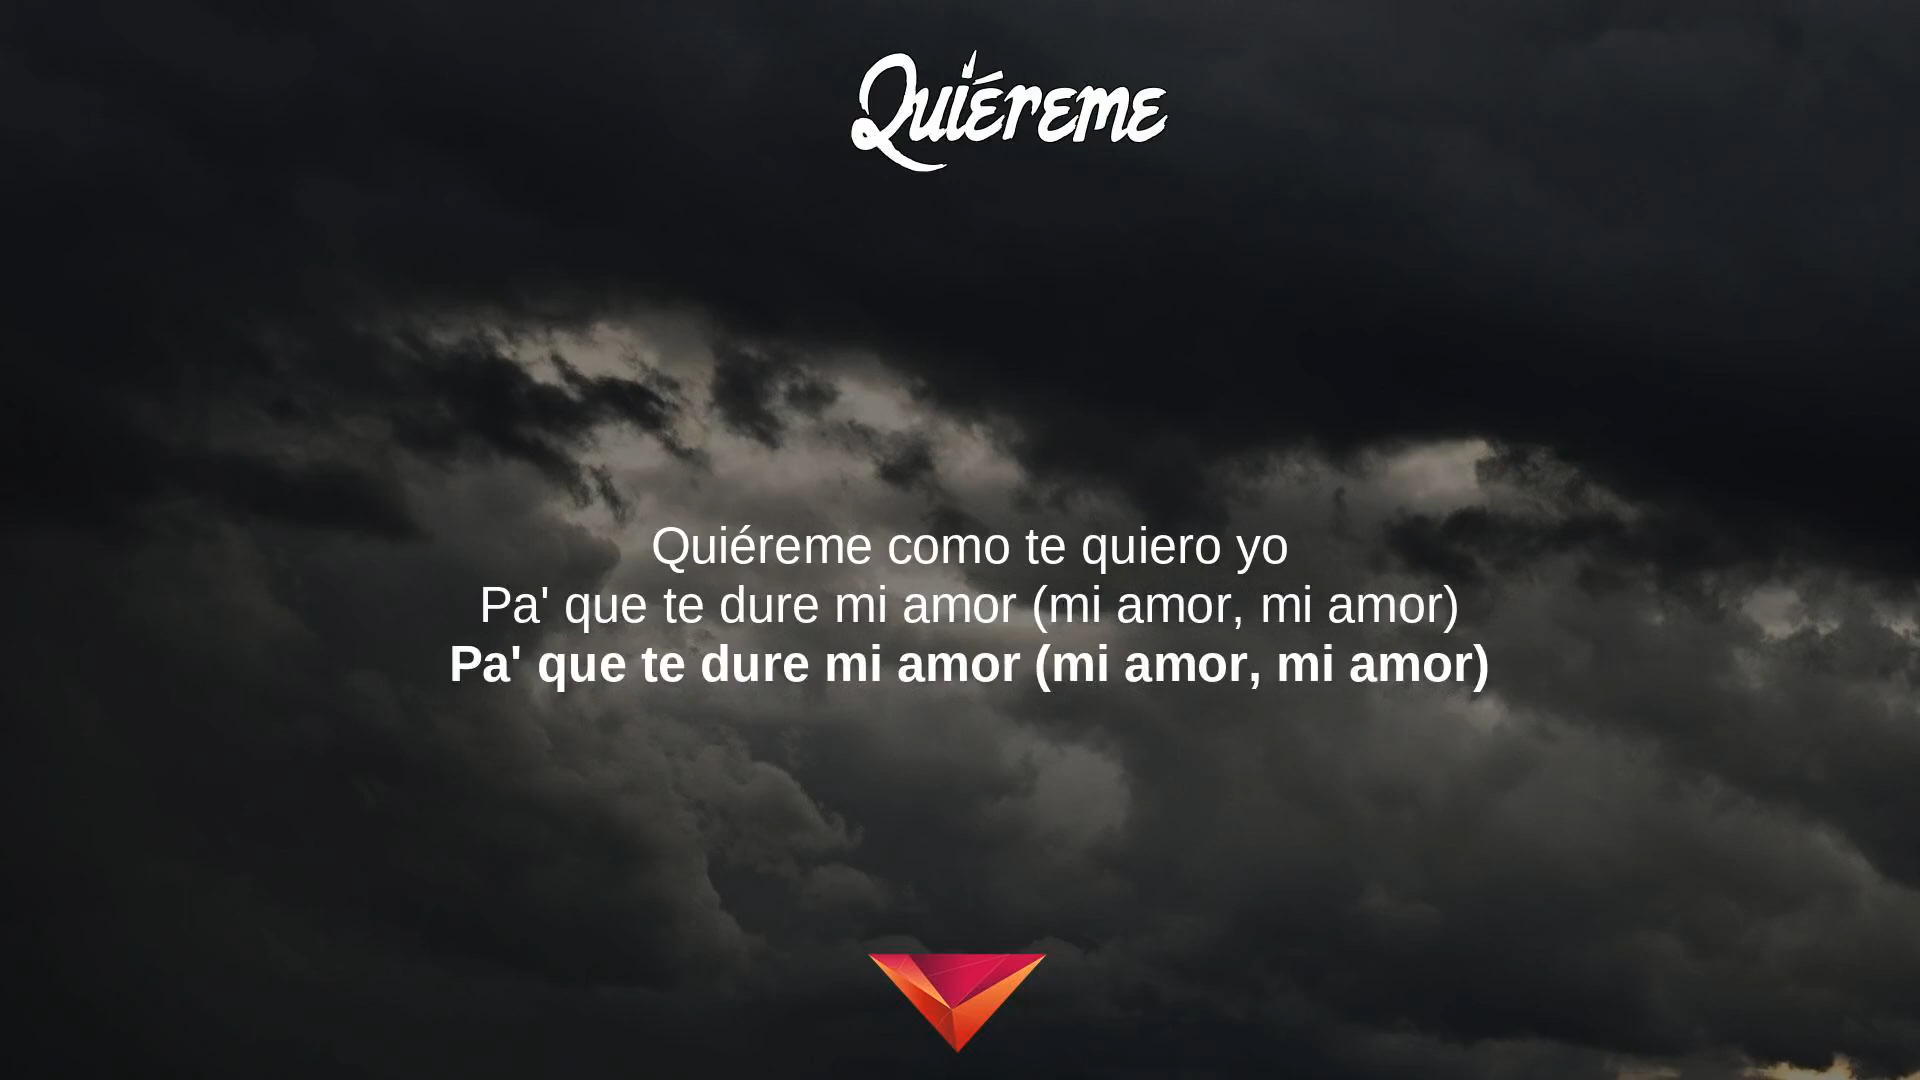 Quiéreme
Quiéreme como te quiero yo
Pa' que te dure mi amor (mi amor, mi amor)
Pa' que te dure mi amor (mi amor, mi amor)